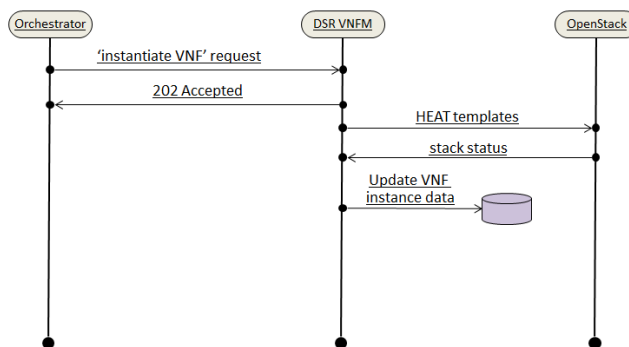 Orchestrator
DSR VNFM
OpenStack
‘instantiate VNF’ request
202 Accepted
HEAT templates
stack status
Update VNF
instance data